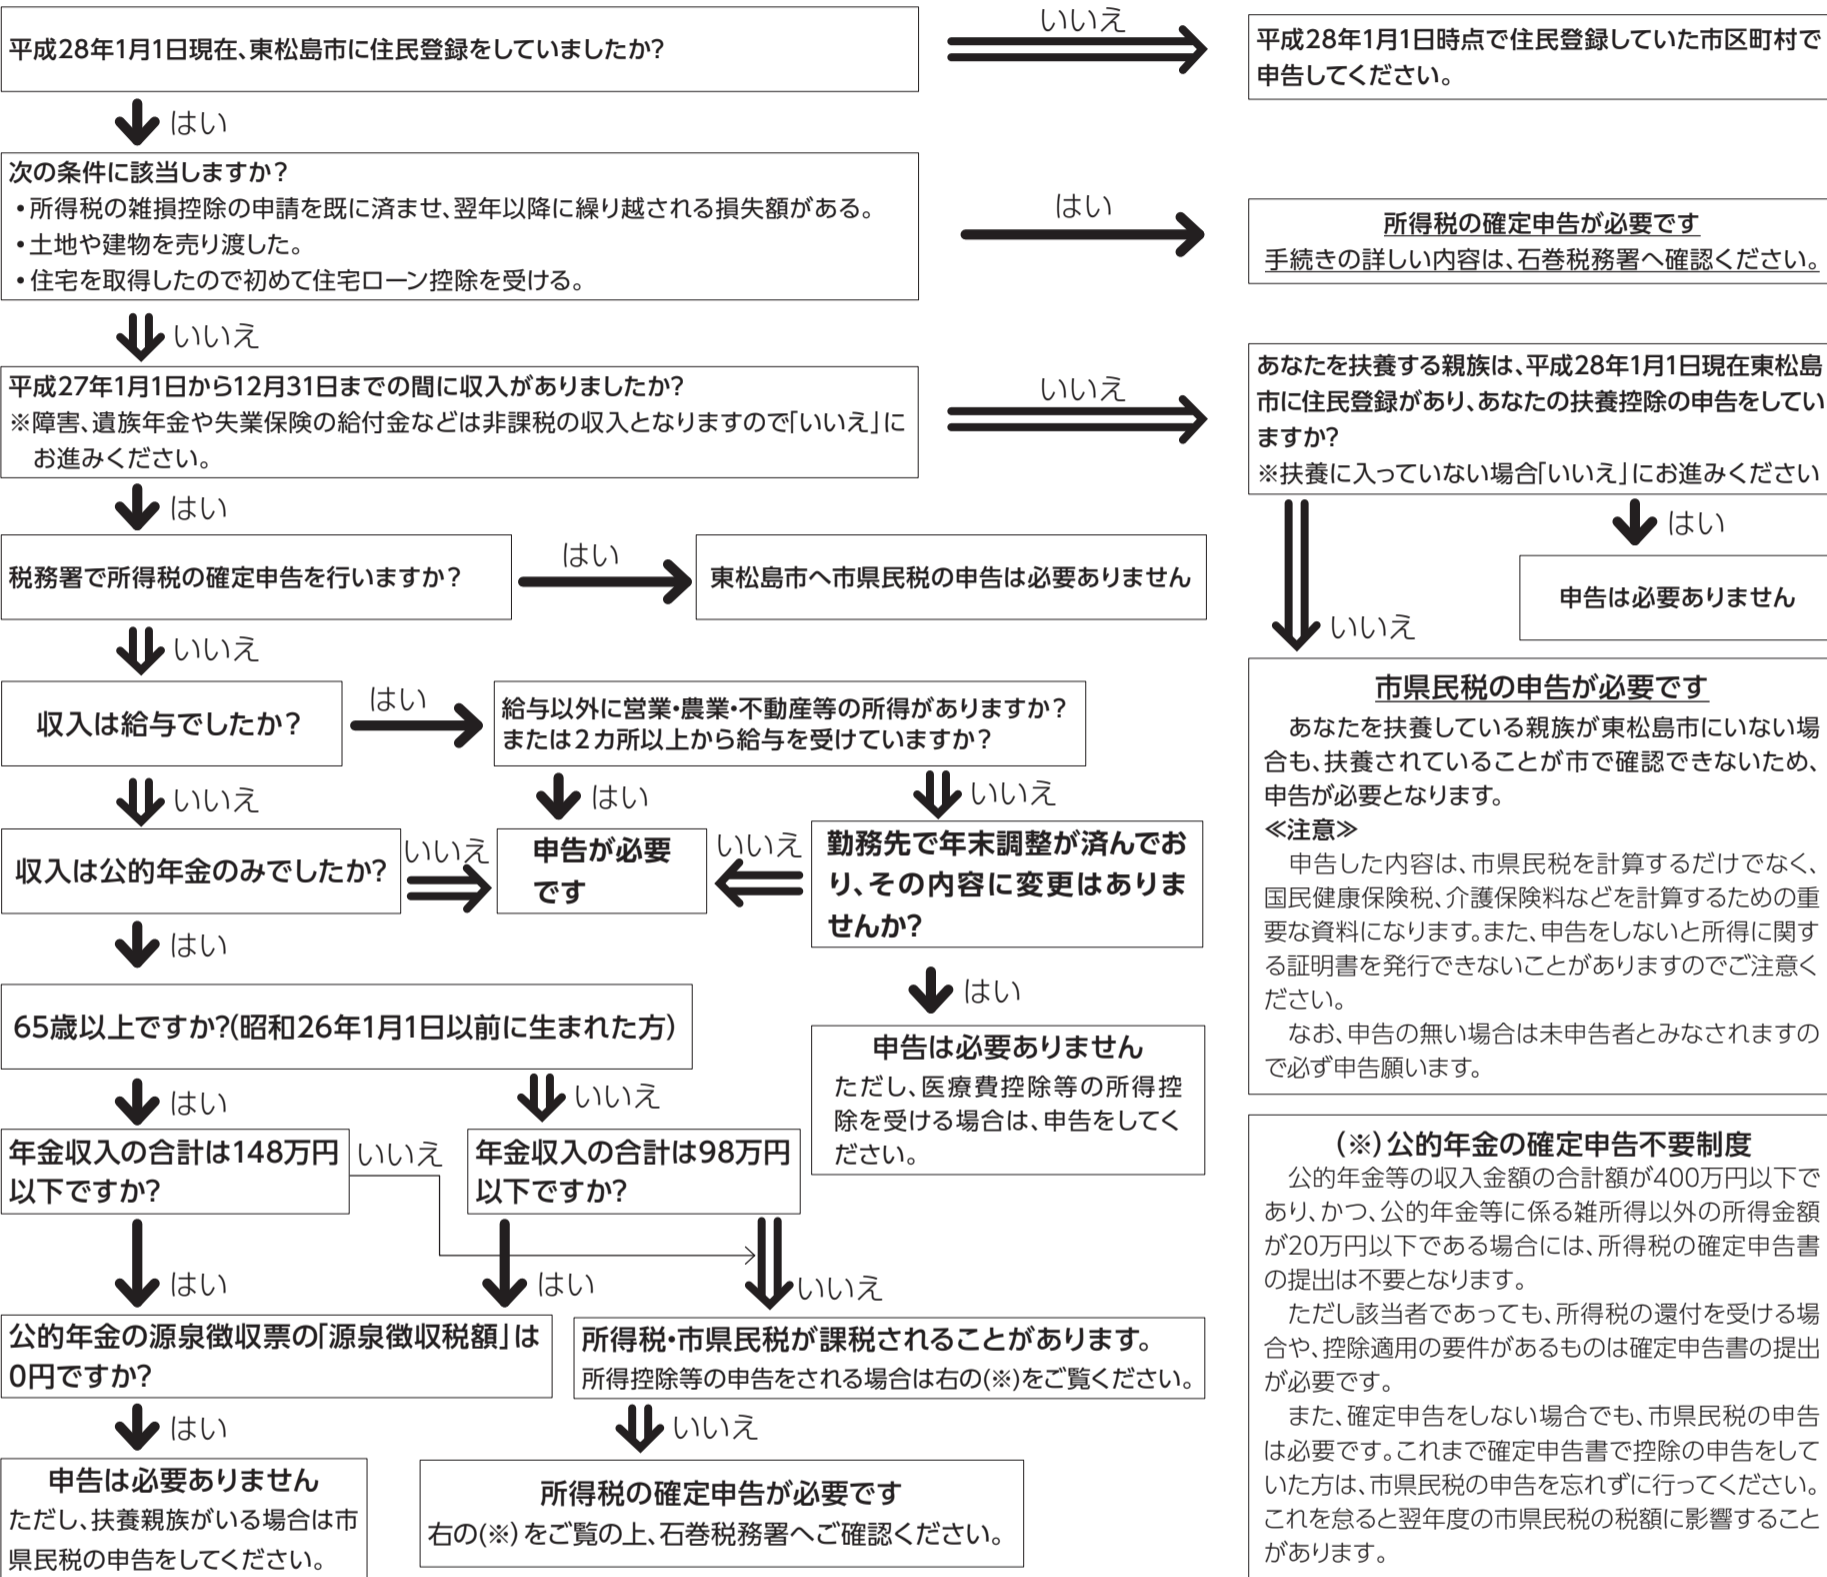 平成28年1月1日現在、東松島市に住民登録をしていましたか?
いいえ
平成28年1月1日時点で住民登録していた市区町村で
申告してください。
はい
次の条件に該当しますか?
・所得税の雑損控除の申請を既に済ませ、翌年以降に繰り越される損失額がある。
・土地や建物を売り渡した。
・住宅を取得したので初めて住宅ローン控除を受ける。
はい
所得税の確定申告が必要です
手続きの詳しい内容は、石巻税務署へ確認ください。
いいえ
平成27年1月1日から12月31日までの間に収入がありましたか?
※障害、遺族年金や失業保険の給付金などは非課税の収入となりますので「いいえ」に
お進みください。
いいえ
あなたを扶養する親族は、平成28年1月1日現在東松島
市に住民登録があり、あなたの扶養控除の申告をしてい
ますか?
※扶養に入っていない場合「いいえ」にお進みください
はい
はい
申告は必要ありません
いいえ
税務署で所得税の確定申告を行いますか?
はい
東松島市へ市県民税の申告は必要ありません
いいえ
収入は給与でしたか?
はい
給与以外に営業・農業・不動産等の所得がありますか?
または2カ所以上から給与を受けていますか?
いいえ
はい
いいえ
収入は公的年金のみでしたか?
いいえ
申告が必要
です
いいえ
勤務先で年末調整が済んでお
り、その内容に変更はありま
せんか?
はい
はい
申告は必要ありません
ただし、医療費控除等の所得控
除を受ける場合は、申告をしてく
ださい。
65歳以上ですか?(昭和26年1月1日以前に生まれた方)
はい
いいえ
年金収入の合計は148万円
以下ですか?
いいえ
年金収入の合計は98万円
以下ですか?
はい
はい
いいえ
公的年金の源泉徴収票の「源泉徴収税額」は
0円ですか?
所得税・市県民税が課税されることがあります。
所得控除等の申告をされる場合は右の(※)をご覧ください。
はい
いいえ
申告は必要ありません
ただし、扶養親族がいる場合は市
県民税の申告をしてください。
所得税の確定申告が必要です
右の(※)をご覧の上、石巻税務署へご確認ください。
市県民税の申告が必要です
あなたを扶養している親族が東松島市にいない場
合も、扶養されていることが市で確認できないため、
申告が必要となります。
≪注意≫
申告した内容は、市県民税を計算するだけでなく、
国民健康保険税、介護保険料などを計算するための重
要な資料になります。また、申告をしないと所得に関す
る証明書を発行できないことがありますのでご注意く
ださい。
なお、申告の無い場合は未申告者とみなされますの
で必ず申告願います。
(※)公的年金の確定申告不要制度
公的年金等の収入金額の合計額が400万円以下で
あり、かつ、公的年金等に係る雑所得以外の所得金額
が20万円以下である場合には、所得税の確定申告書
の提出は不要となります。
ただし該当者であっても、所得税の還付を受ける場
合や、控除適用の要件があるものは確定申告書の提出
が必要です。
また、確定申告をしない場合でも、市県民税の申告
は必要です。これまで確定申告書で控除の申告をして
いた方は、市県民税の申告を忘れずに行ってください。
これを怠ると翌年度の市県民税の税額に影響すること
があります。